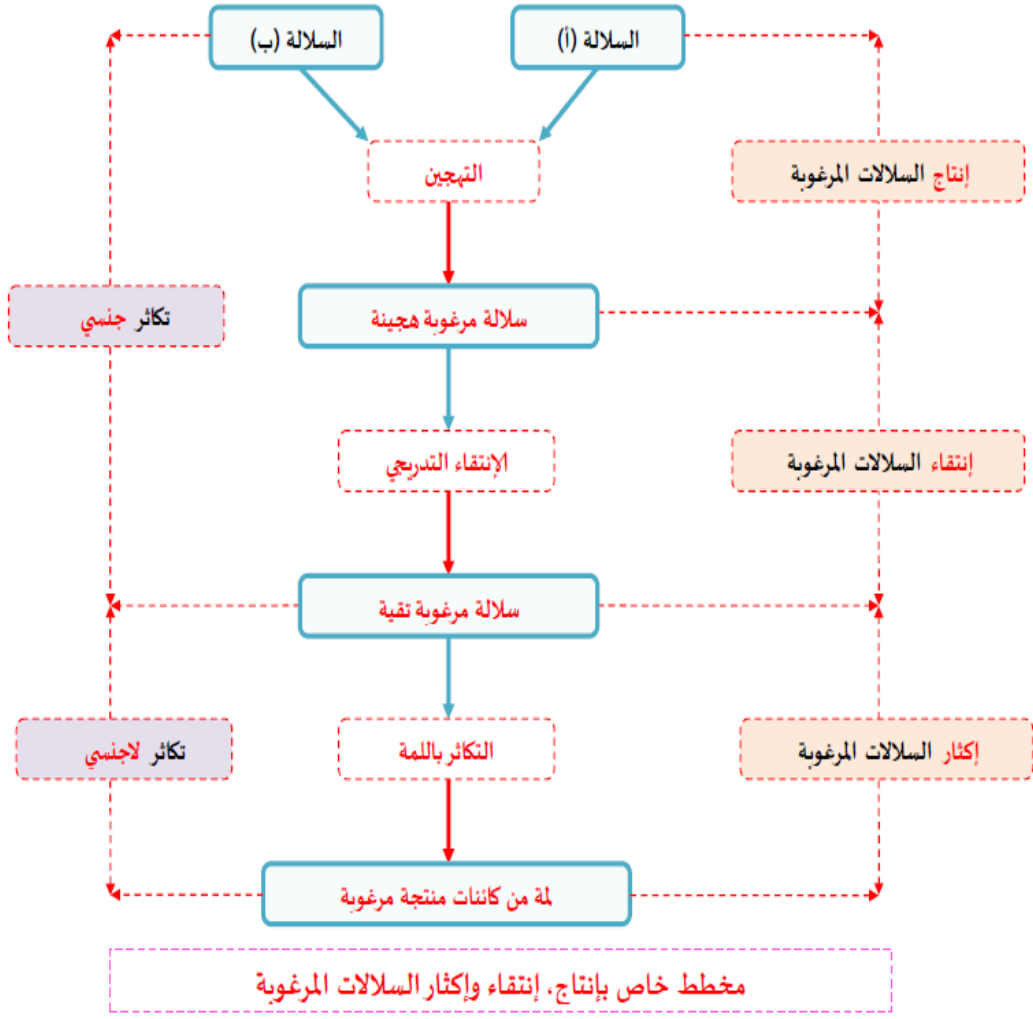 السلالة (أ)
السلالة (ب)
التهجين
إنتاج السلالات المرغوبة
سلالة مرغوبة هجينة
تكاثر جنسي
الإنتقاء التدريجي
إنتقاء السلالات المرغوبة
سلالة مرغوبة نقية
التكاثر باللمة
إكثار السلالات المرغوبة
تكاثر لاجنسي
لمة من كائنات منتجة مرغوبة
مخطط خاص بإنتاج، إنتقاء وإكثار السلالات المرغوبة